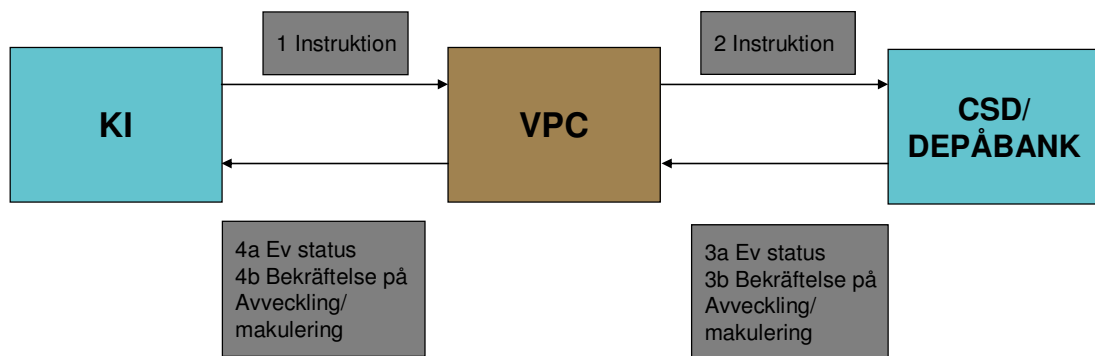 1 Instruktion
2 Instruktion
KI
VPC
CSD/
DEPÅBANK
4a Ev status
4b Bekräftelse på
Avveckling/
makulering
3a Ev status
3b Bekräftelse på
Avveckling/
makulering